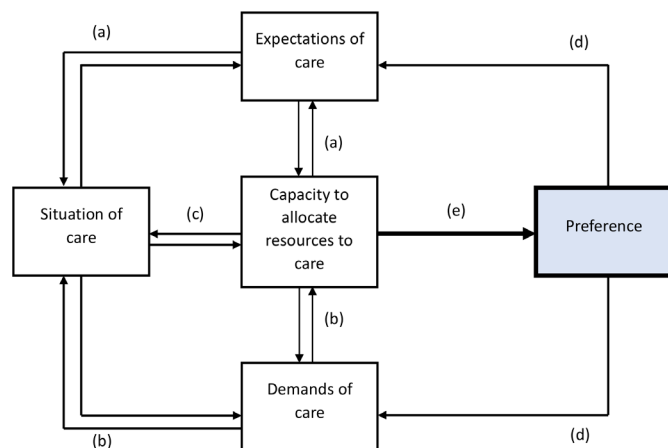 (a)
Expectations of
care
(d)
(a)
Situation of
care
(c)
Capacity to
allocate
resources to
care
(e)
Preference
(b)
Demands of
care
(b)
(d)